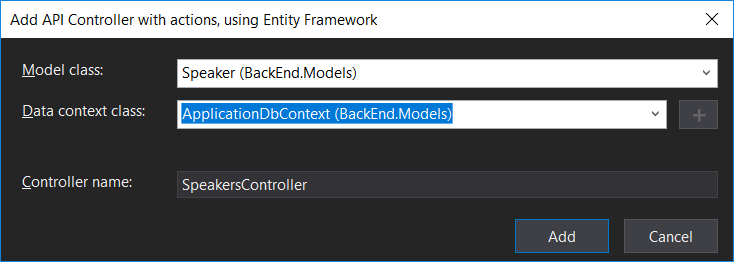 Add API Controller with actions, using Entity Framework
Model class: Speaker (BackEnd.Models)
Data context class: ApplicationDbContext (BackEnd.Models)
Controller name: SpeakersController
Add Cancel